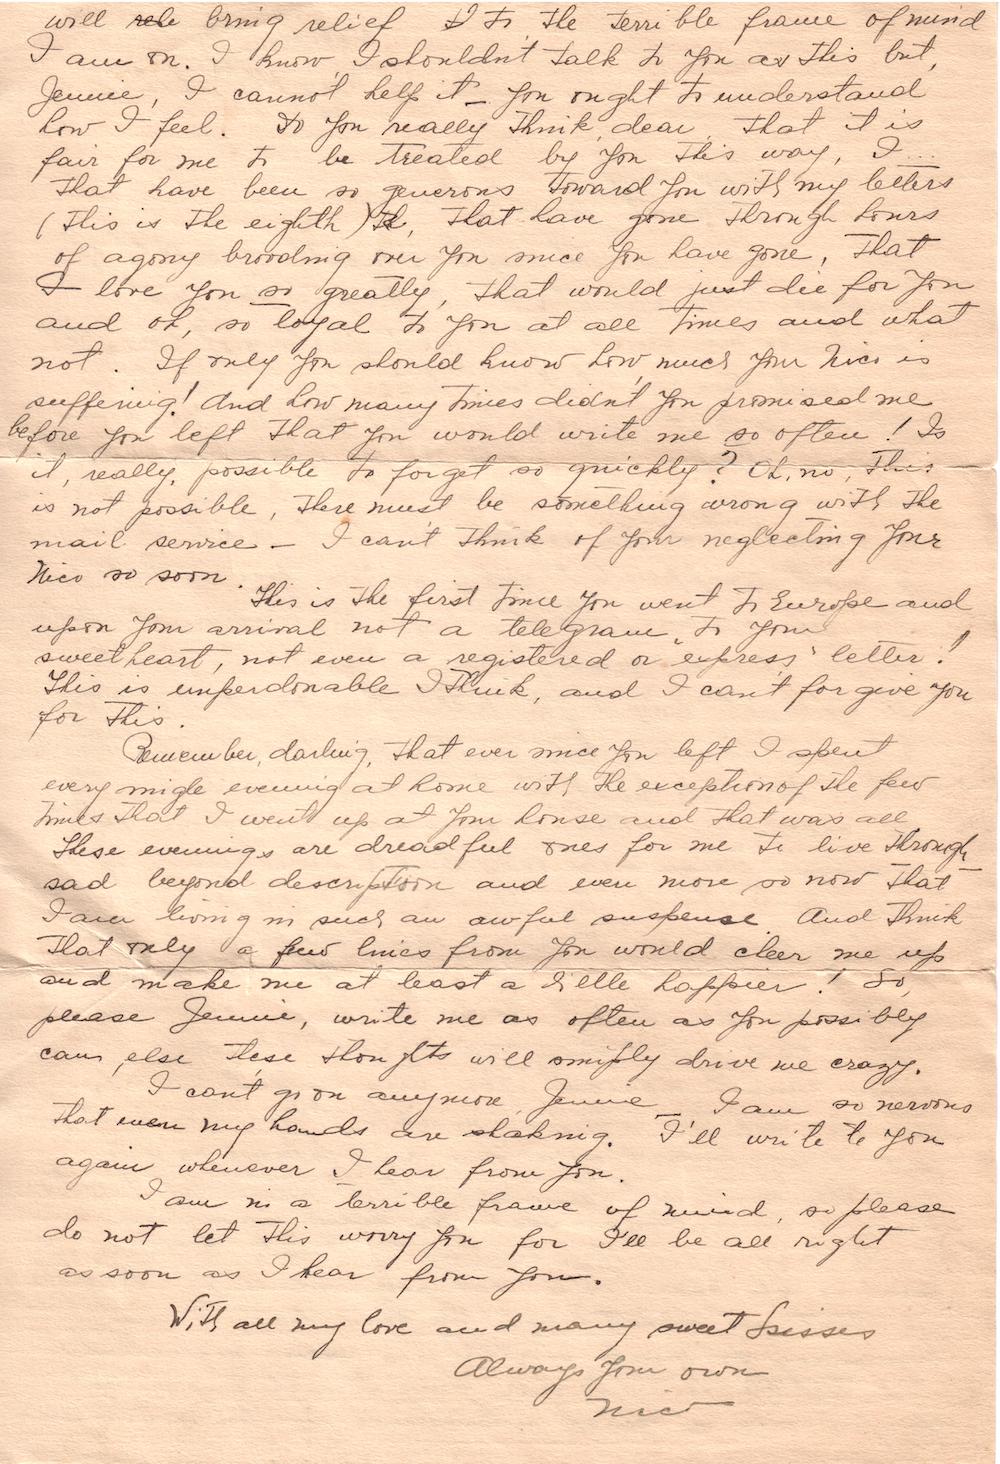 will bring relief to the terrible frame of mind
I am in. I know I shouldn't talk to you as this but,
Jennie, I cannot help it – you ought to understand
how I feel. Do you really think, dear, that it is
fair for me to be treated by you this way, I...
that have been so generous toward you with my letters
(this is the eighth), that have gone through hours
of agony brooding over you since you have gone, that
I love you so greatly, that would just die for you
and oh, so loyal to you at all times and what
not. If only you should know how much your Nico is
suffering! And how many times didn't you promised me
before you left that you would write me so often! Is
it, really, possible to forget so quickly? Oh, no, this
is not possible, there must be something wrong with the
mail service – I can't think of your neglecting your
Nico so soon.
This is the first time you went to Europe and
upon your arrival not a telegram to your
sweetheart, not even a registered or "express" letter!
This is imperdonable I think, and I can't forgive you
for this.
Remember, darling, that ever since you left I spent
every single evening at home with the exception of the few
times that I went up at your house and that was all
These evenings are dreadful ones for me to live through –
sad beyond description and even more so now that
I am living in such an awful suspense. And think
that only a few lines from you would cheer me up
and make me at least a little happier! So,
please Jennie, write me as often as you possibly
can, else these thoughts will simply drive me crazy.
I can't go on anymore, Jennie – I am so nervous
that even my hands are shaking. I'll write to you
again whenever I hear from you.
I am in a terrible frame of mind, so please
do not let this worry you for I'll be all right
as soon as I hear from you.
With all my love and many sweet kisses
Always your own
Nico